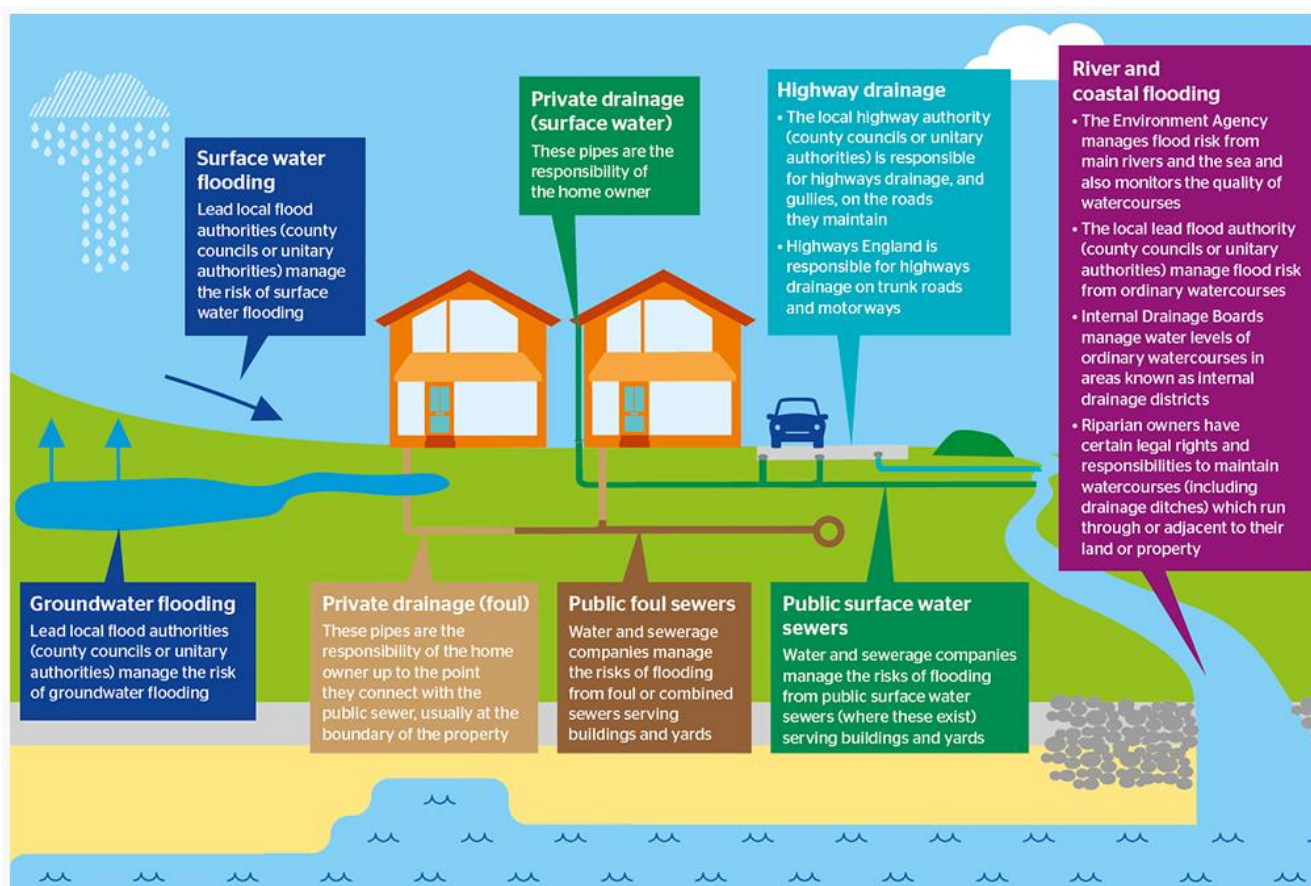 Surface water
flooding
Lead local flood
authorities (county
councils or unitary
authorities) manage
the risk of surface
water flooding
Private drainage
(surface water)
These pipes are the
responsibility of
the home owner
Highway drainage
• The local highway authority
(county councils or unitary
authorities) is responsible
for highways drainage, and
gullies, on the roads
they maintain
• Highways England is
responsible for highways
drainage on trunk roads
and motorways
River and
coastal flooding
• The Environment Agency
manages flood risk from
main rivers and the sea and
also monitors the quality of
watercourses
• The local lead flood authority
(county councils or unitary
authorities) manage flood risk
from ordinary watercourses
• Internal Drainage Boards
manage water levels of
ordinary watercourses in
areas known as internal
drainage districts
• Riparian owners have
certain legal rights and
responsibilities to maintain
watercourses (including
drainage ditches) which run
through or adjacent to their
land or property
Groundwater flooding
Lead local flood authorities
(county councils or unitary
authorities) manage the risk
of groundwater flooding
Private drainage (foul)
These pipes are the
responsibility of the home
owner up to the point
they connect with the
public sewer, usually at the
boundary of the property
Public foul sewers
Water and sewerage
companies manage
the risks of flooding
from foul or combined
sewers serving
buildings and yards
Public surface water
sewers
Water and sewerage companies
manage the risks of flooding
from public surface water
sewers (where these exist)
serving buildings and yards